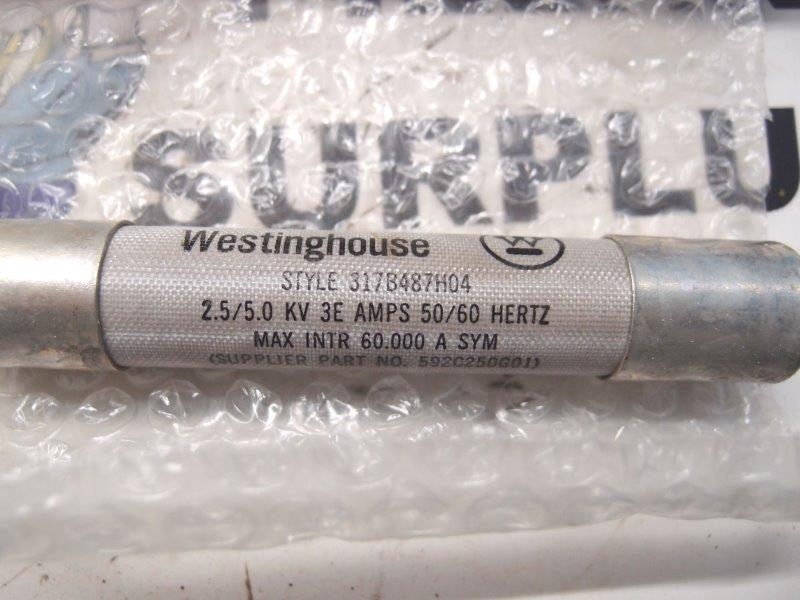 SURPLU
Westinghouse
W
STYLE 317B487H04
2.5/5.0 KV 3E AMPS 50/60 HERTZ
MAX INTR 60.000 A SYM
(SUPPLIER PART NO. 592C250G01)